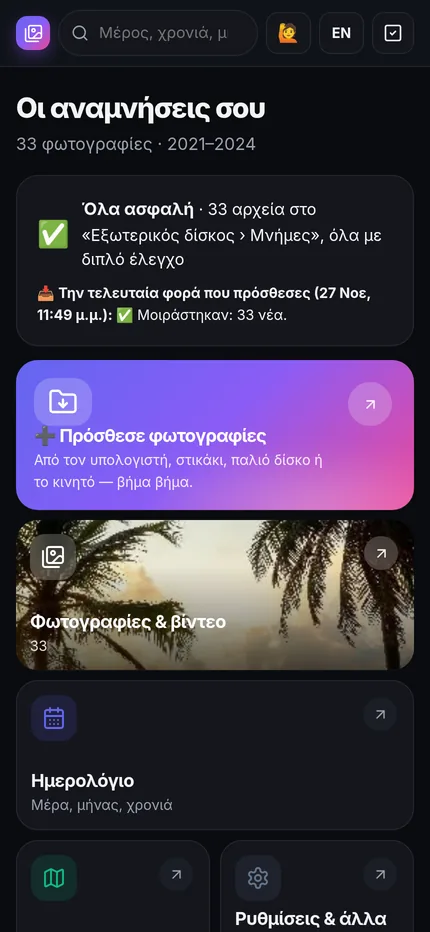 Μέρος, χρονιά, μ
EN
Οι αναμνήσεις σου
33 φωτογραφίες · 2021–2024
✅ Όλα ασφαλή · 33 αρχεία στο
«Εξωτερικός δίσκος › Μνήμες», όλα με
διπλό έλεγχο
📥 Την τελευταία φορά που πρόσθεσες (27 Νοε,
11:49 μ.μ.): ✅ Μοιράστηκαν: 33 νέα.
➕ Πρόσθεσε φωτογραφίες
Από τον υπολογιστή, στικάκι, παλιό δίσκο ή
το κινητό — βήμα βήμα.
Φωτογραφίες & βίντεο
33
Ημερολόγιο
Μέρα, μήνας, χρονιά
Ρυθμίσεις & άλλα